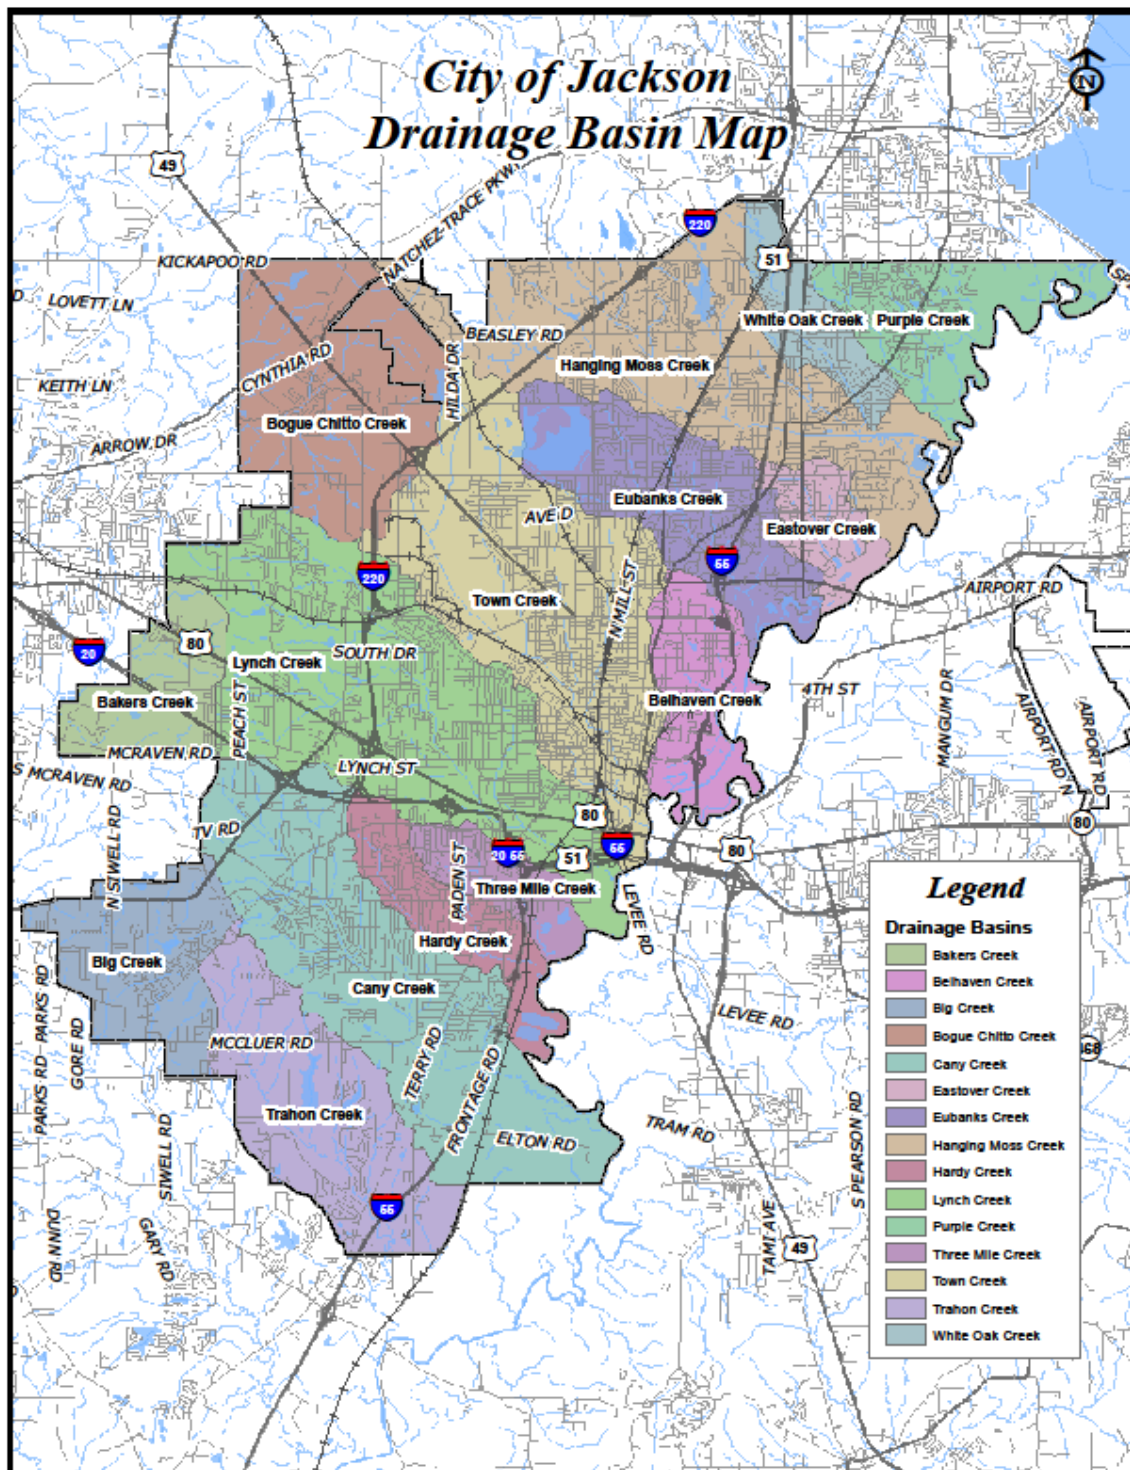 City of Jackson
Drainage Basin Map
N
49
220
51
KICKAPOO RD
NATCHEZ-TRACE PKWY
LOVETT LN
D
BEASLEY RD
White Oak Creek
Purple Creek
CYNTHIA RD
HILDA DR
Hanging Moss Creek
KEITH LN
Bogue Chitto Creek
ARROW DR
AVE D
Eubanks Creek
Eastover Creek
220
55
AIRPORT RD
Town Creek
N MILL ST
80
20
Lynch Creek
SOUTH DR
Bakers Creek
PEACH ST
Belhaven Creek
4TH ST
MANGUM DR
AIRPORT RD N
AIRPORT RD
MCRAVEN RD
S MCRAVEN RD
LYNCH ST
N SIWELL RD
TV RD
80
55
80
80
20 55
51
PADEN ST
Three Mile Creek
LEVEE RD
Hardy Creek
Big Creek
Cany Creek
PARKS RD
PARKS RD
GORE RD
MCCLUER RD
TERRY RD
FRONTAGE RD
LEVEE RD
468
Trahon Creek
ELTON RD
TRAM RD
S PEARSON RD
SIWELL RD
55
DUNN RD
GARY RD
TAMI AVE
49
Legend
Drainage Basins
Bakers Creek
Belhaven Creek
Big Creek
Bogue Chitto Creek
Cany Creek
Eastover Creek
Eubanks Creek
Hanging Moss Creek
Hardy Creek
Lynch Creek
Purple Creek
Three Mile Creek
Town Creek
Trahon Creek
White Oak Creek